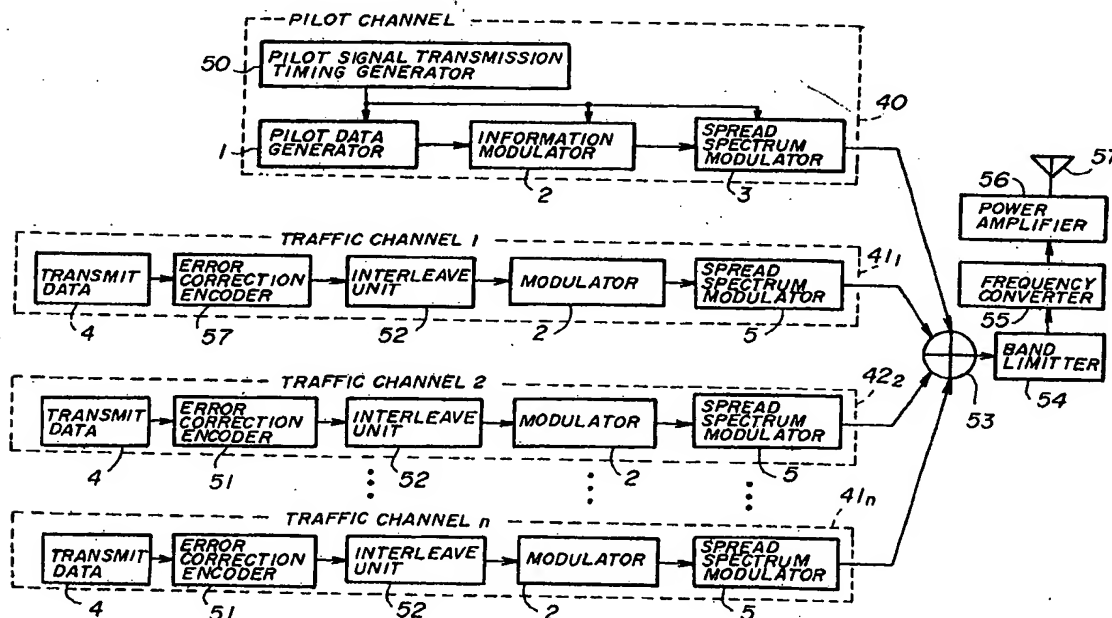 PILOT CHANNEL
50
PILOT SIGNAL TRANSMISSION
TIMING GENERATOR
40
PILOT DATA
GENERATOR
INFORMATION
MODULATOR
SPREAD
SPECTRUM
MODULATOR
1
2
3
57
56
POWER
AMPLIFIER
FREQUENCY
CONVERTER
55
BAND
LIMITTER
54
53
TRAFFIC CHANNEL 1
41₁
TRANSMIT
DATA
ERROR
CORRECTION
ENCODER
INTERLEAVE
UNIT
MODULATOR
SPREAD
SPECTRUM
MODULATOR
4
57
52
2
5
TRAFFIC CHANNEL 2
42₂
TRANSMIT
DATA
ERROR
CORRECTION
ENCODER
INTERLEAVE
UNIT
MODULATOR
SPREAD
SPECTRUM
MODULATOR
4
51
52
2
5
TRAFFIC CHANNEL n
41ₙ
TRANSMIT
DATA
ERROR
CORRECTION
ENCODER
INTERLEAVE
UNIT
MODULATOR
SPREAD
SPECTRUM
MODULATOR
4
51
52
2
5